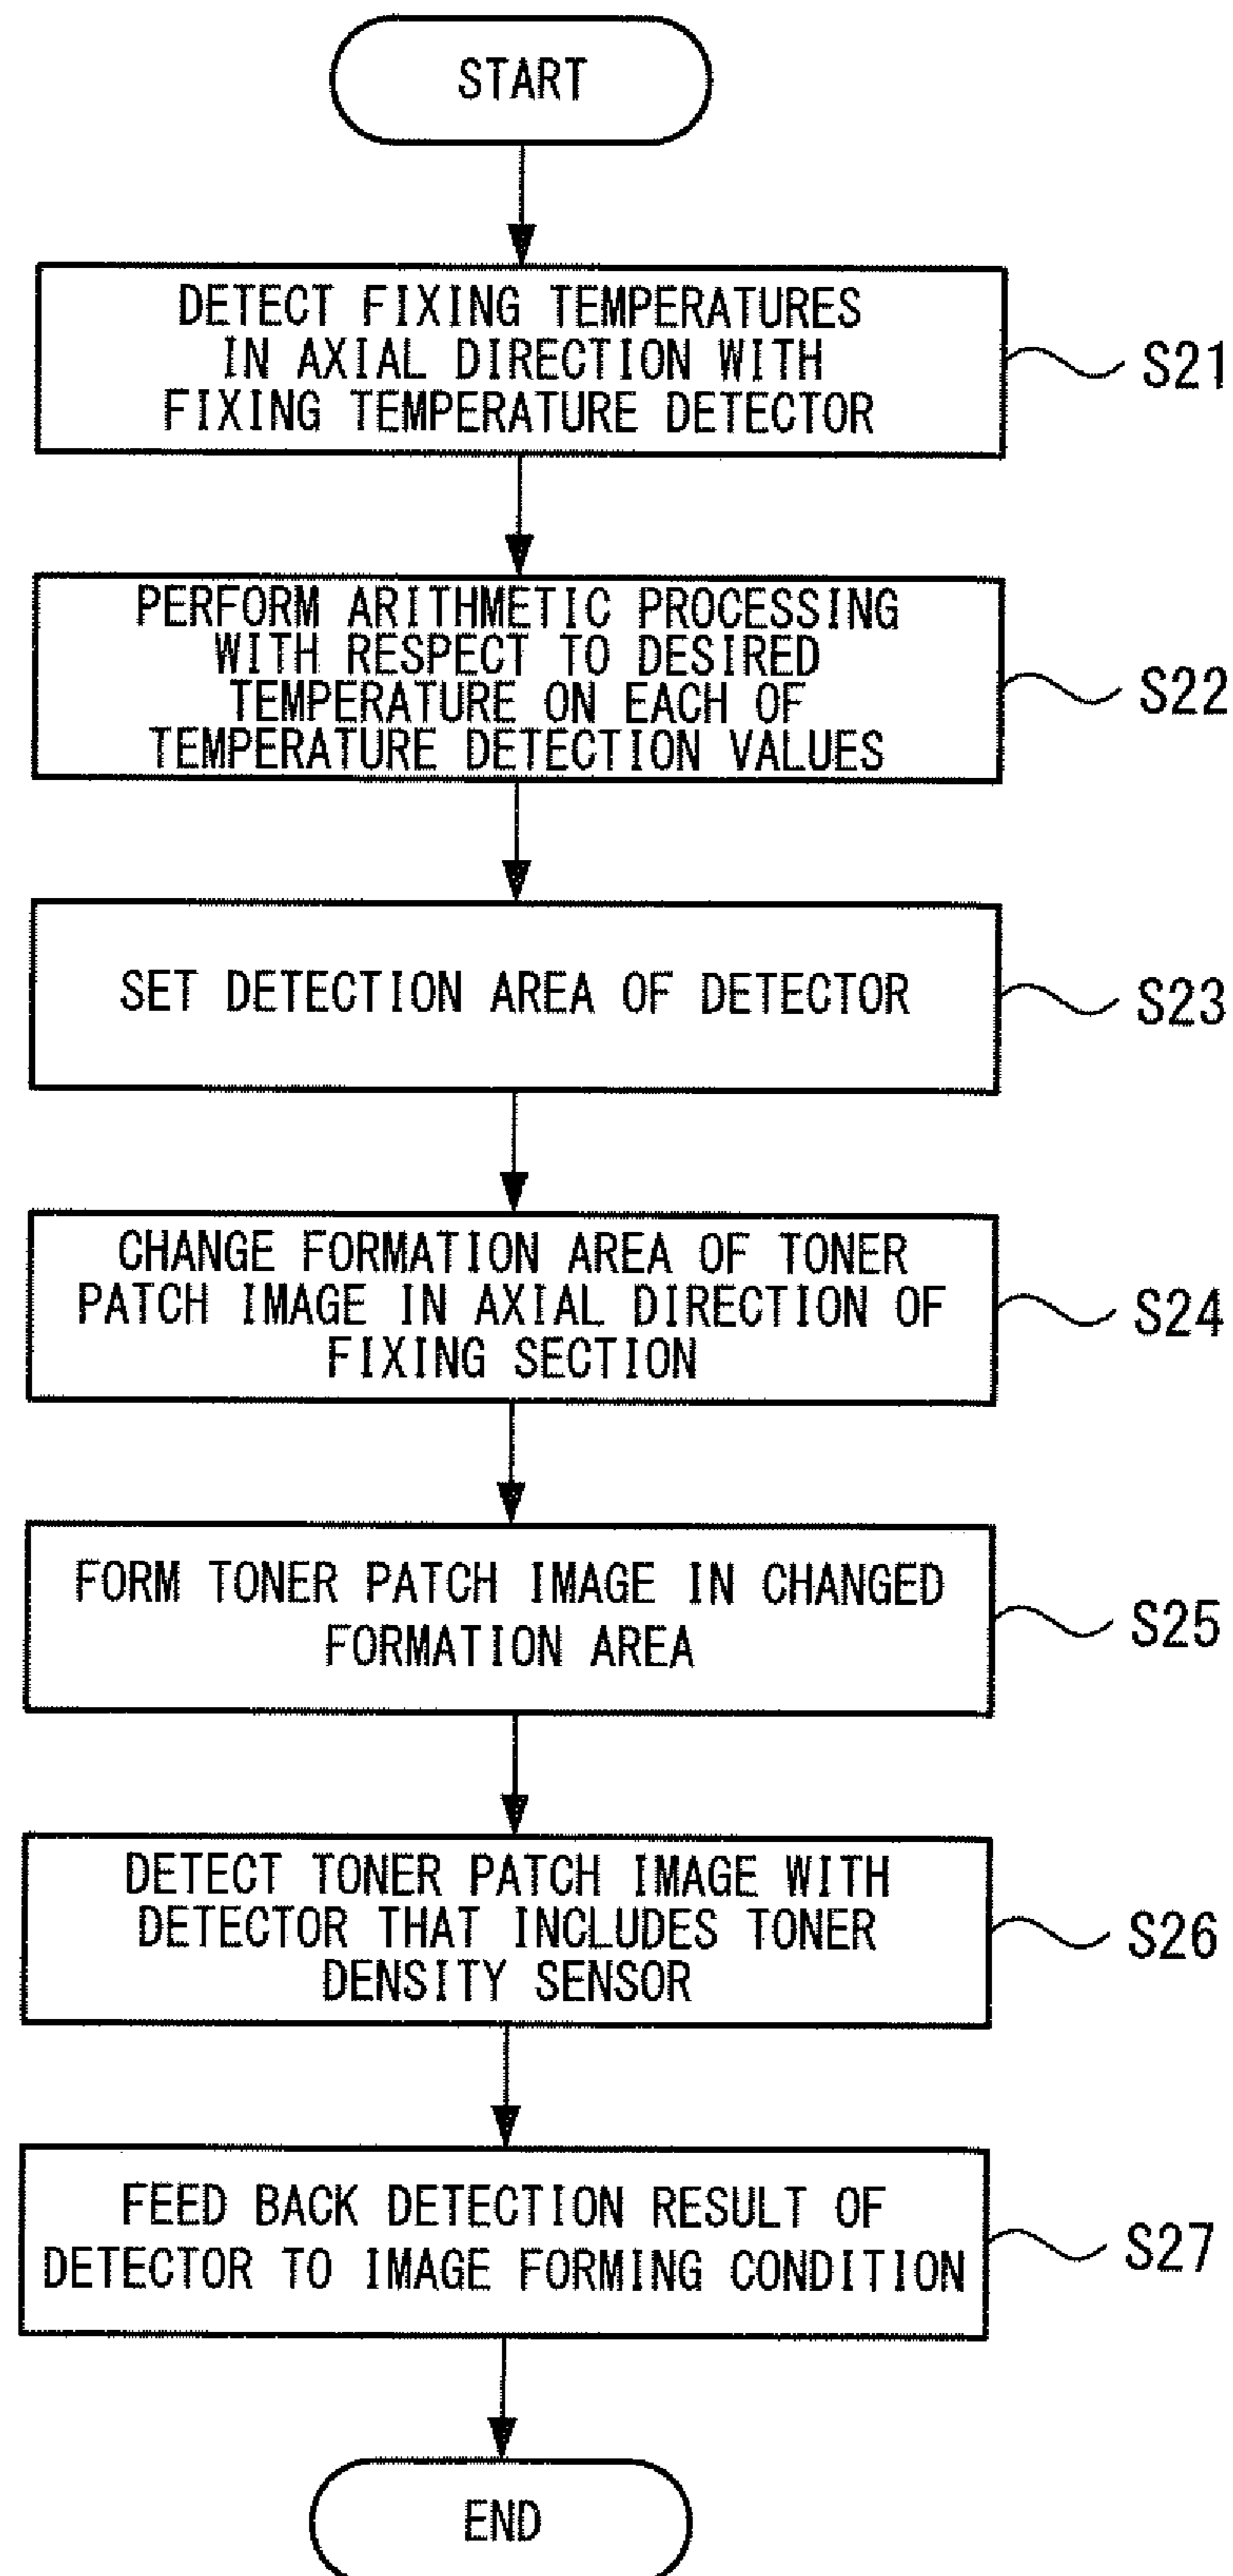 START
DETECT FIXING TEMPERATURES
IN AXIAL DIRECTION WITH
FIXING TEMPERATURE DETECTOR
S21
PERFORM ARITHMETIC PROCESSING
WITH RESPECT TO DESIRED
TEMPERATURE ON EACH OF
TEMPERATURE DETECTION VALUES
S22
SET DETECTION AREA OF DETECTOR
S23
CHANGE FORMATION AREA OF TONER
PATCH IMAGE IN AXIAL DIRECTION OF
FIXING SECTION
S24
FORM TONER PATCH IMAGE IN CHANGED
FORMATION AREA
S25
DETECT TONER PATCH IMAGE WITH
DETECTOR THAT INCLUDES TONER
DENSITY SENSOR
S26
FEED BACK DETECTION RESULT OF
DETECTOR TO IMAGE FORMING CONDITION
S27
END